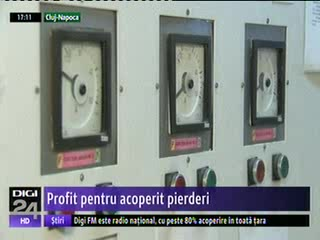 17:11 Cluj-Napoca
Profit pentru acoperit pierderi
DIGI
24
HD Știri Digi FM este radio național, cu peste 80% acoperire în toată țara